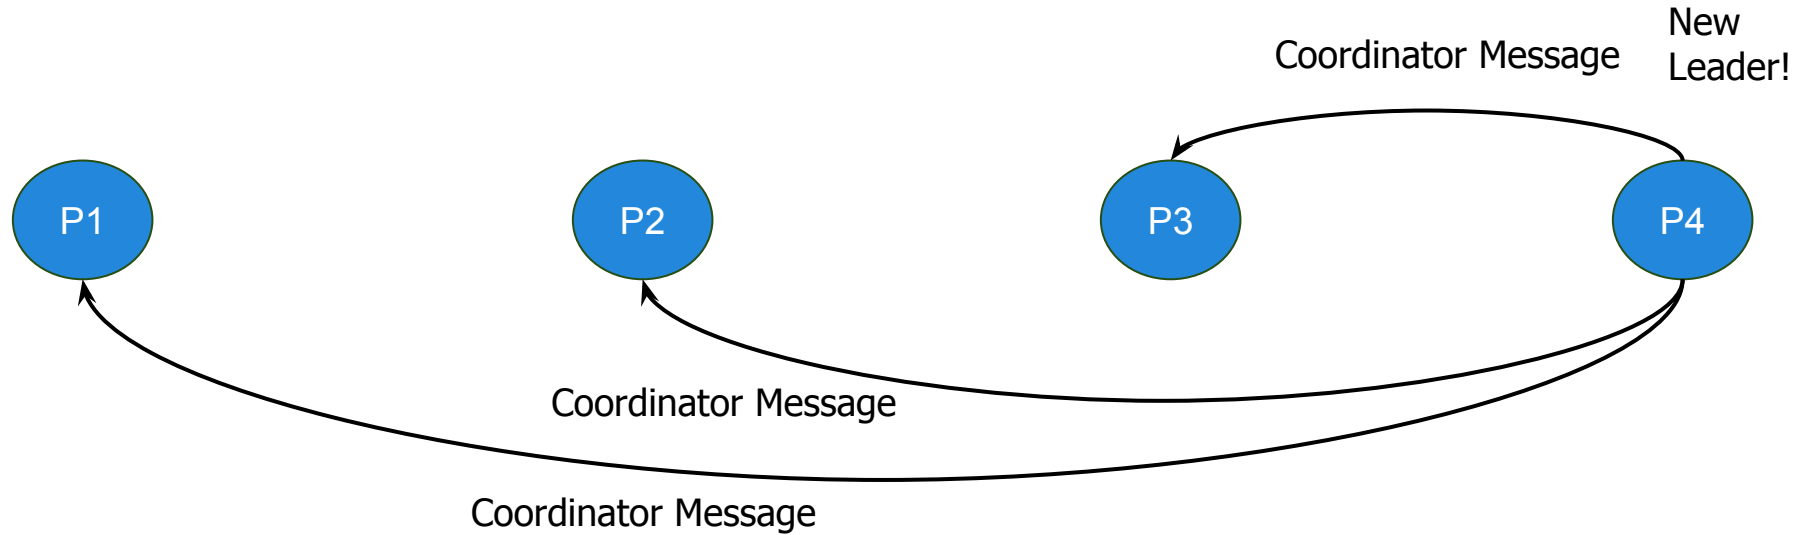 New
Leader!
Coordinator Message
P1
P2
P3
P4
Coordinator Message
Coordinator Message